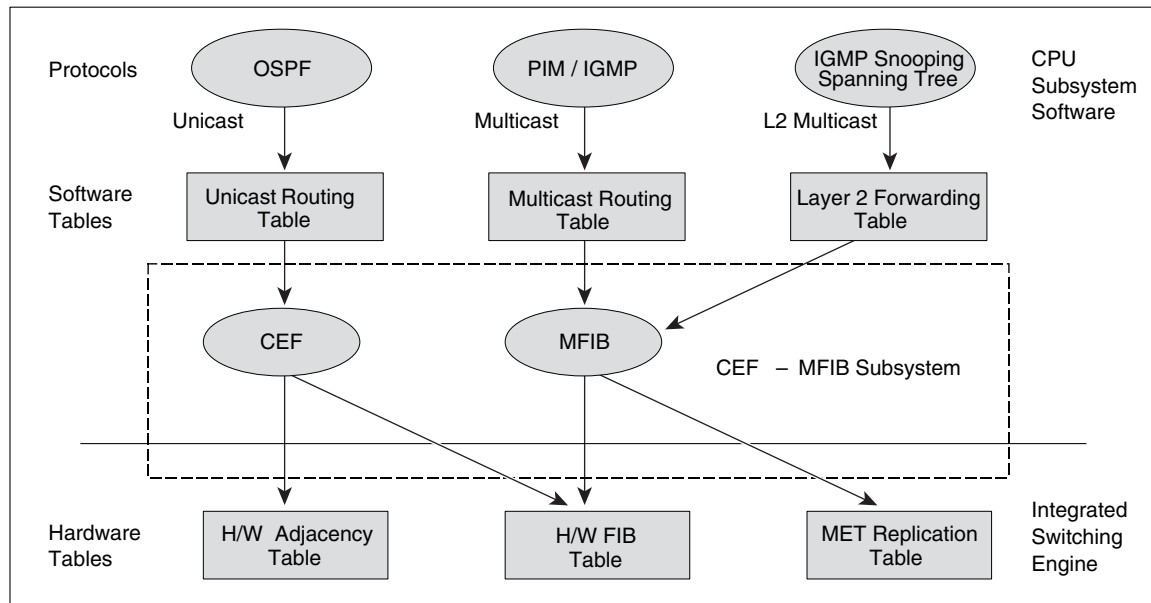 Protocols
OSPF
PIM / IGMP
IGMP Snooping
Spanning Tree
CPU
Subsystem
Software
Unicast
Multicast
L2 Multicast
Software
Tables
Unicast Routing
Table
Multicast Routing
Table
Layer 2 Forwarding
Table
CEF
MFIB
CEF – MFIB Subsystem
Hardware
Tables
H/W Adjacency
Table
H/W FIB
Table
MET Replication
Table
Integrated
Switching
Engine